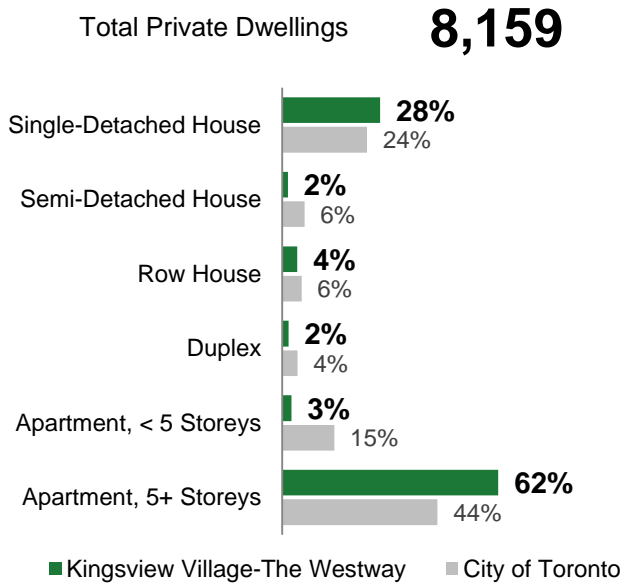 Total Private Dwellings 8,159
Single-Detached House 28%
24%
Semi-Detached House 2%
6%
Row House 4%
6%
Duplex 2%
4%
Apartment, < 5 Storeys 3%
15%
Apartment, 5+ Storeys 62%
44%
Kingsview Village-The Westway City of Toronto